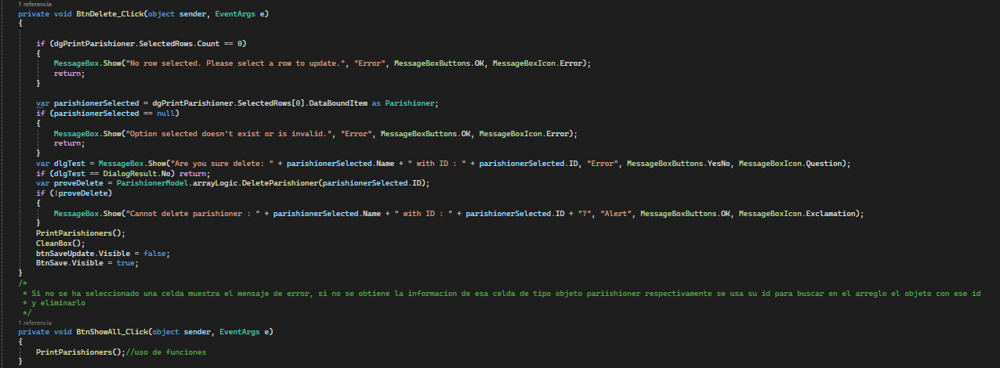 1 referencia
private void BtnDelete_Click(object sender, EventArgs e)
{
if (dgPrintParishioner.SelectedRows.Count == 0)
{
MessageBox.Show("No row selected. Please select a row to update.", "Error", MessageBoxButtons.OK, MessageBoxIcon.Error);
return;
}
var parishionerSelected = dgPrintParishioner.SelectedRows[0].DataBoundItem as Parishioner;
if (parishionerSelected == null)
{
MessageBox.Show("Option selected doesn't exist or is invalid.", "Error", MessageBoxButtons.OK, MessageBoxIcon.Error);
return;
}
var dlgTest = MessageBox.Show("Are you sure delete: " + parishionerSelected.Name + " with ID : " + parishionerSelected.ID, "Error", MessageBoxButtons.YesNo, MessageBoxIcon.Question);
if (dlgTest == DialogResult.No) return;
var proveDelete = ParishionerModel.arrayLogic.DeleteParishioner(parishionerSelected.ID);
if (!proveDelete)
{
MessageBox.Show("Cannot delete parishioner : " + parishionerSelected.Name + " with ID : " + parishionerSelected.ID + "?", "Alert", MessageBoxButtons.OK, MessageBoxIcon.Exclamation);
}
PrintParishioners();
CleanBox();
btnSaveUpdate.Visible = false;
BtnSave.Visible = true;
}
/*
* Si no se ha seleccionado una celda muestra el mensaje de error, si no se obtiene la informacion de esa celda de tipo objeto pariishioner respectivamente se usa su id para buscar en el arreglo el objeto con ese id
* y eliminarlo
*/
1 referencia
private void BtnShowAll_Click(object sender, EventArgs e)
{
PrintParishioners();//uso de funciones
}